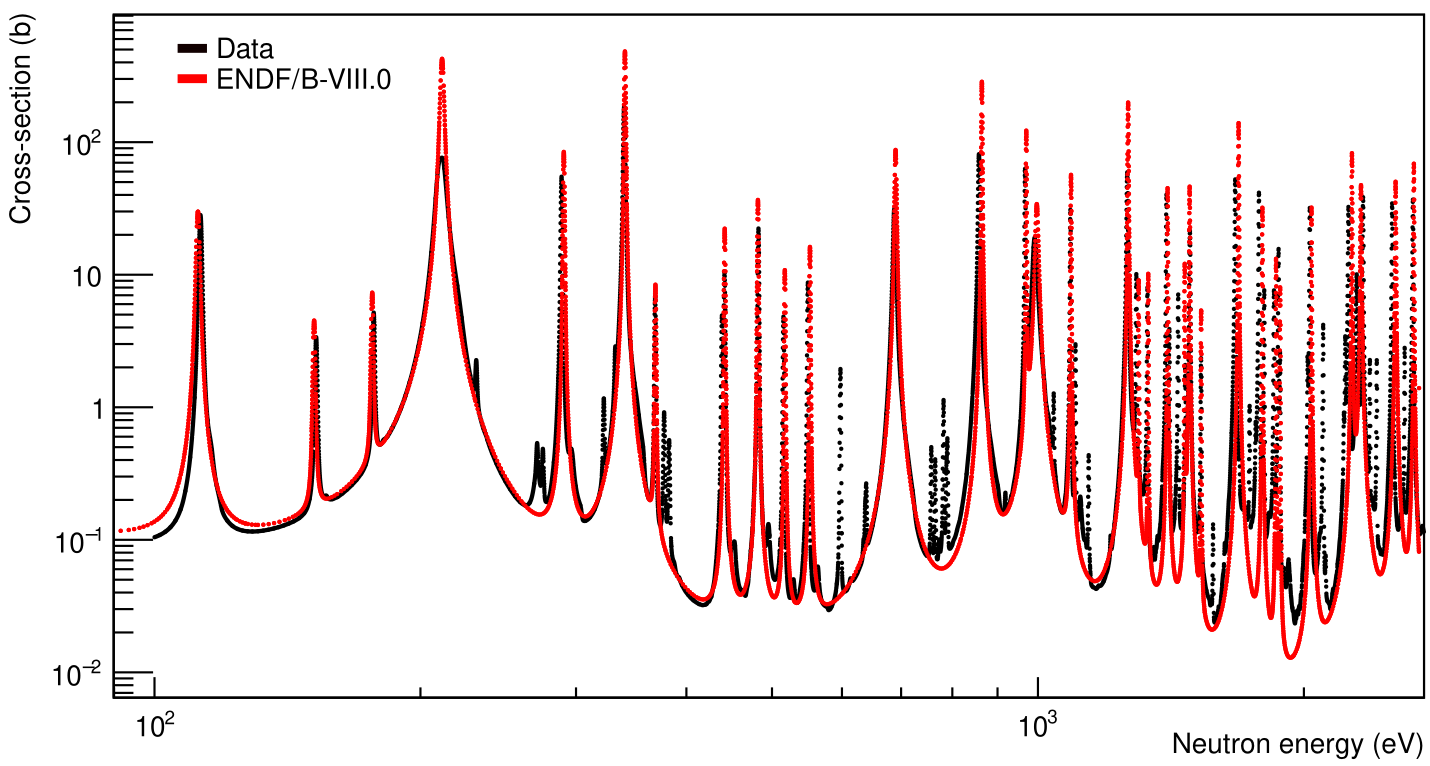 Cross-section (b)
Data
ENDF/B-VIII.0
10²
10
1
10⁻¹
10⁻²
10²
10³
Neutron energy (eV)